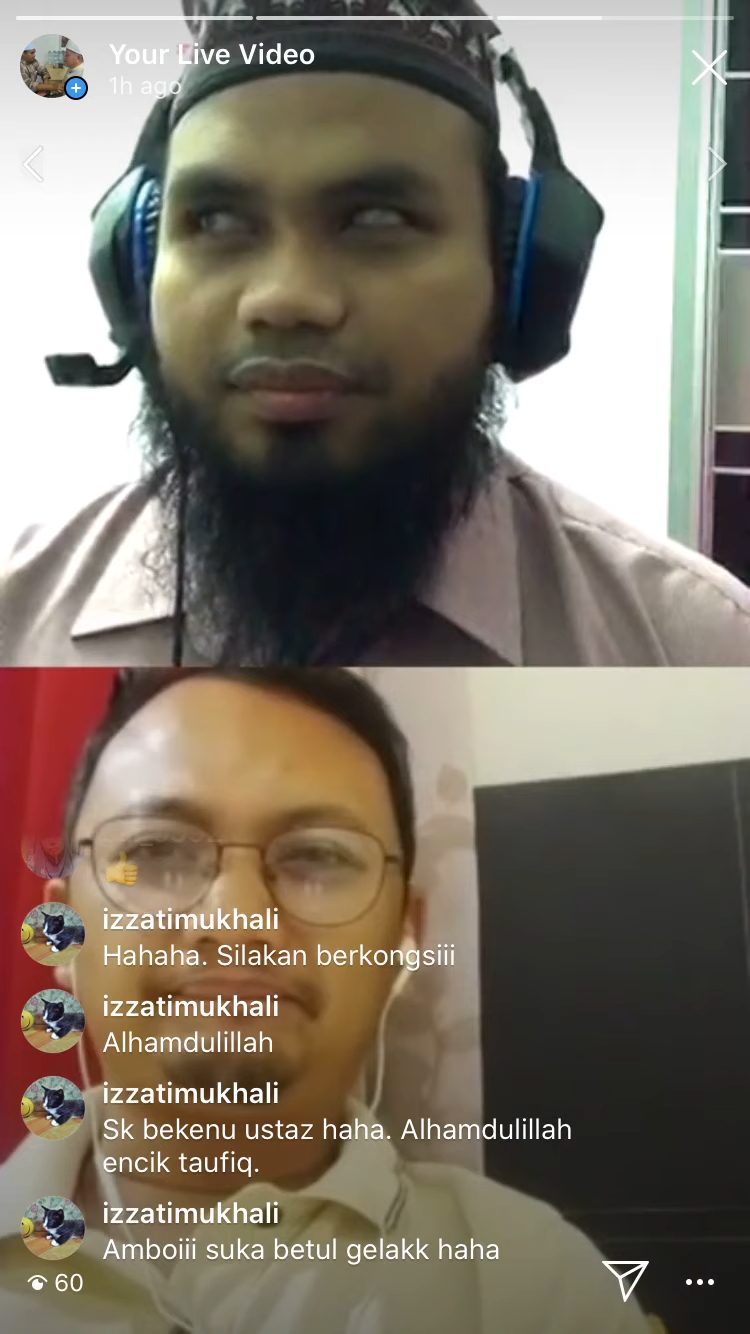 Your Live Video
1h ago
izzatimukhali
Hahaha. Silakan berkongsiii
izzatimukhali
Alhamdulillah
izzatimukhali
Sk bekenu ustaz haha. Alhamdulillah
encik taufiq.
izzatimukhali
Amboiii suka betul gelakk haha
60